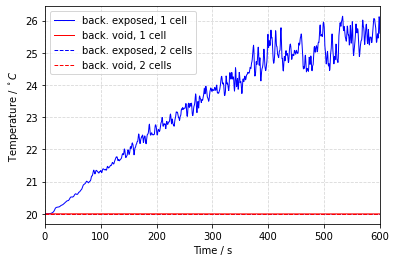 26
25
24
23
22
21
20
Temperature / °C
back. exposed, 1 cell
back. void, 1 cell
back. exposed, 2 cells
back. void, 2 cells
0 100 200 300 400 500 600
Time / s